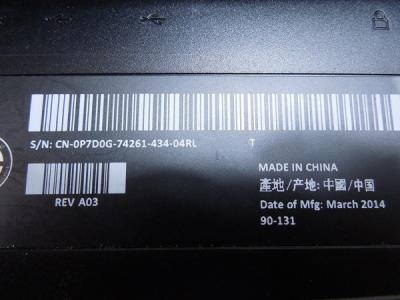 S/N: CN-0P7D0G-74261-434-04RL T
REV A03
MADE IN CHINA
產地/产地: 中國/中国
Date of Mfg: March 2014
90-131